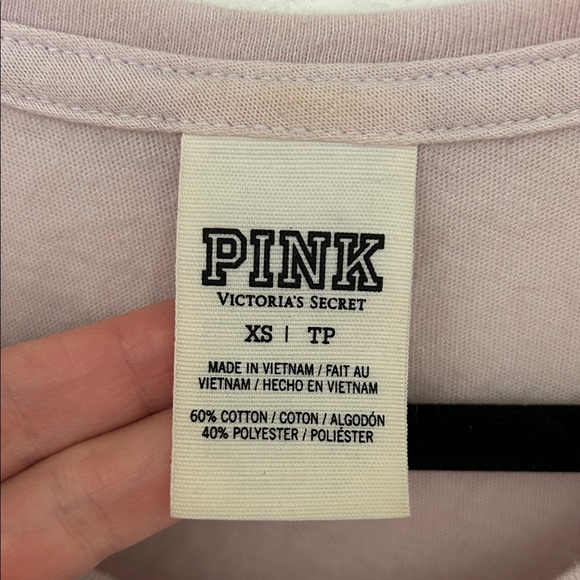 PINK
VICTORIA'S SECRET
XS | TP
MADE IN VIETNAM / FAIT AU
VIETNAM / HECHO EN VIETNAM
60% COTTON / COTON / ALGODÓN
40% POLYESTER / POLIÉSTER